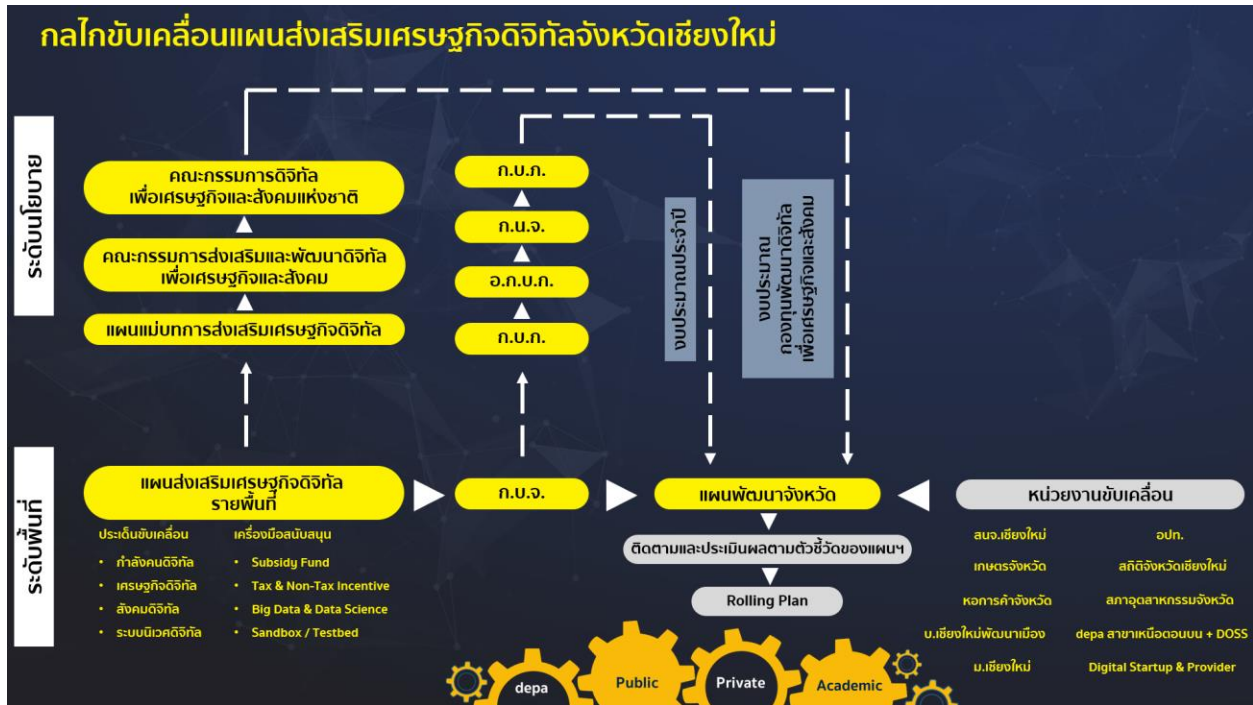 กลไกขับเคลื่อนแผนส่งเสริมเศรษฐกิจดิจิทัลจังหวัดเชียงใหม่
ระดับนโยบาย
คณะกรรมการดิจิทัล
เพื่อเศรษฐกิจและสังคมแห่งชาติ
คณะกรรมการส่งเสริมและพัฒนาดิจิทัล
เพื่อเศรษฐกิจและสังคม
แผนแม่บทการส่งเสริมเศรษฐกิจดิจิทัล
ก.บ.ภ.
ก.น.จ.
อ.ก.บ.ภ.
ก.บ.ก.
งบประมาณประจำปี
งบประมาณ
กองทุนพัฒนาดิจิทัล
เพื่อเศรษฐกิจและสังคม
ระดับพื้นที่
แผนส่งเสริมเศรษฐกิจดิจิทัล
รายพื้นที่
ประเด็นขับเคลื่อน
• กำลังคนดิจิทัล
• เศรษฐกิจดิจิทัล
• สังคมดิจิทัล
• ระบบนิเวศดิจิทัล
เครื่องมือสนับสนุน
• Subsidy Fund
• Tax & Non-Tax Incentive
• Big Data & Data Science
• Sandbox / Testbed
ก.บ.จ.
แผนพัฒนาจังหวัด
ติดตามและประเมินผลตามตัวชี้วัดของแผนฯ
Rolling Plan
หน่วยงานขับเคลื่อน
สนจ.เชียงใหม่
อปท.
เกษตรจังหวัด
สถิติจังหวัดเชียงใหม่
หอการค้าจังหวัด
สภาอุตสาหกรรมจังหวัด
บ.เชียงใหม่พัฒนาเมือง
depa สาขาเหนือตอนบน + DOSS
ม.เชียงใหม่
Digital Startup & Provider
depa
Public
Private
Academic